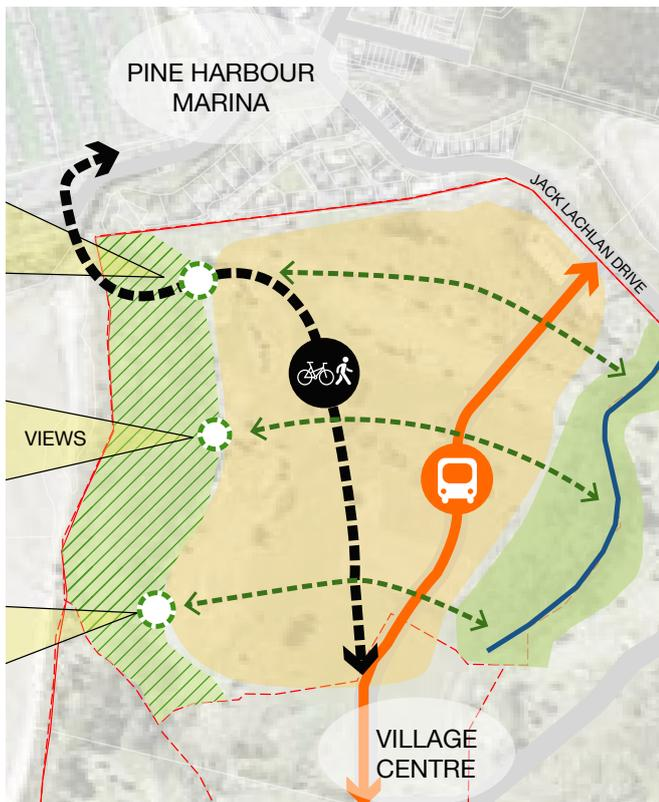 PINE HARBOUR
MARINA
JACK LACHLAN DRIVE
VIEWS
VILLAGE
CENTRE